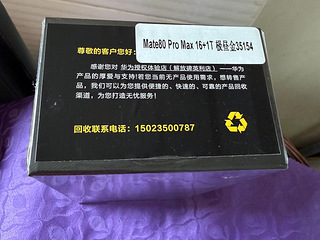 Mate80 Pro Max 16+1T 极昼金35154
尊敬的客户您好：
感谢您对 华为授权体验店（解放碑英利店）——华为
产品的厚爱与支持!若您当前无产品使用需求，想转售产
品，我们可以为您提供便捷的、快速的、可靠的产品回收
渠道，为您打造无忧服务！
回收联系电话：15023500787